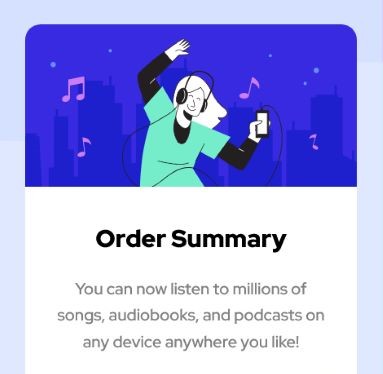 Order Summary
You can now listen to millions of
songs, audiobooks, and podcasts on
any device anywhere you like!